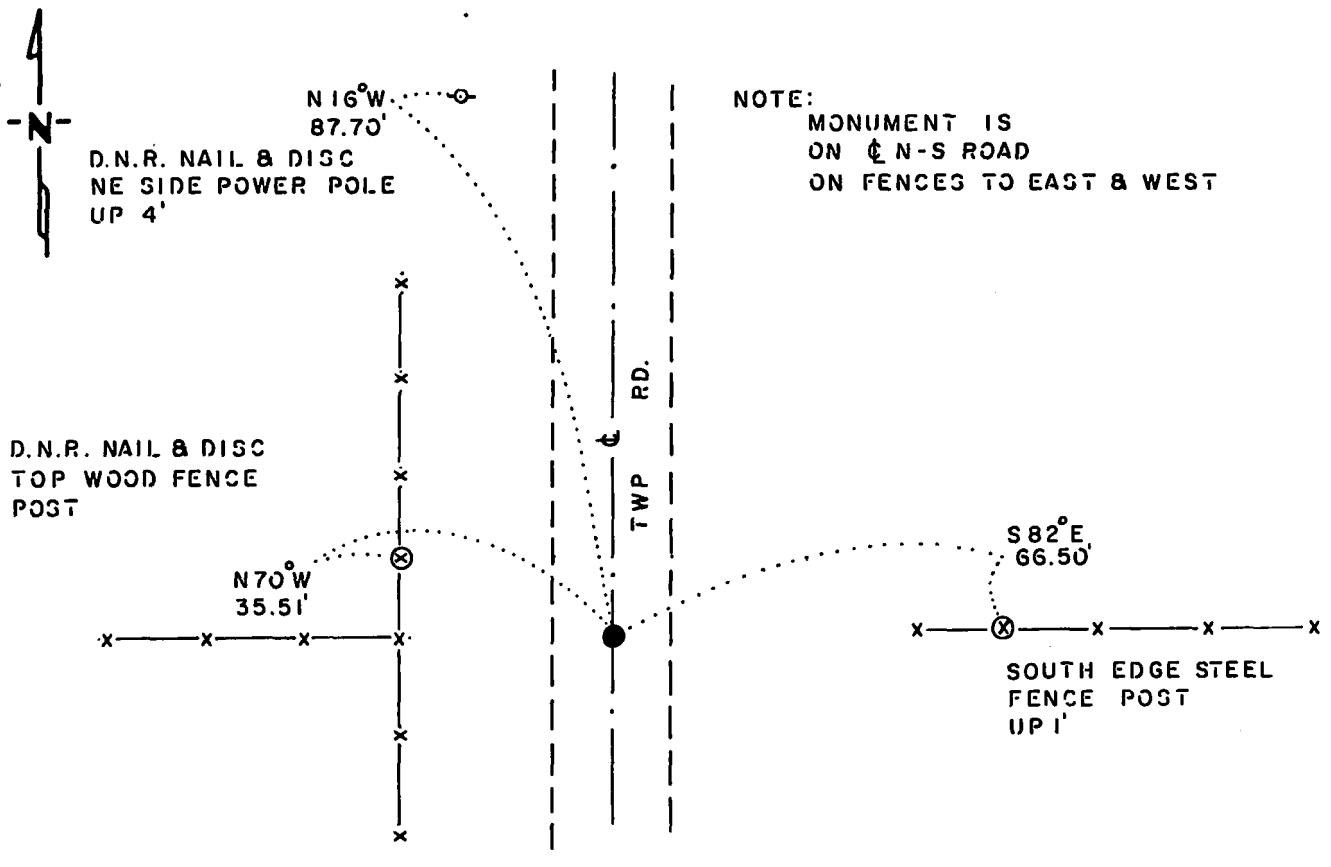 N
N 16°W
87.70'
D.N.R. NAIL & DISC
NE SIDE POWER POLE
UP 4'
NOTE:
MONUMENT IS
ON ℄ N-S ROAD
ON FENCES TO EAST & WEST
D.N.R. NAIL & DISC
TOP WOOD FENCE
POST
N 70°W
35.51'
℄
TWP RD.
S 82°E
66.50'
SOUTH EDGE STEEL
FENCE POST
UP 1'